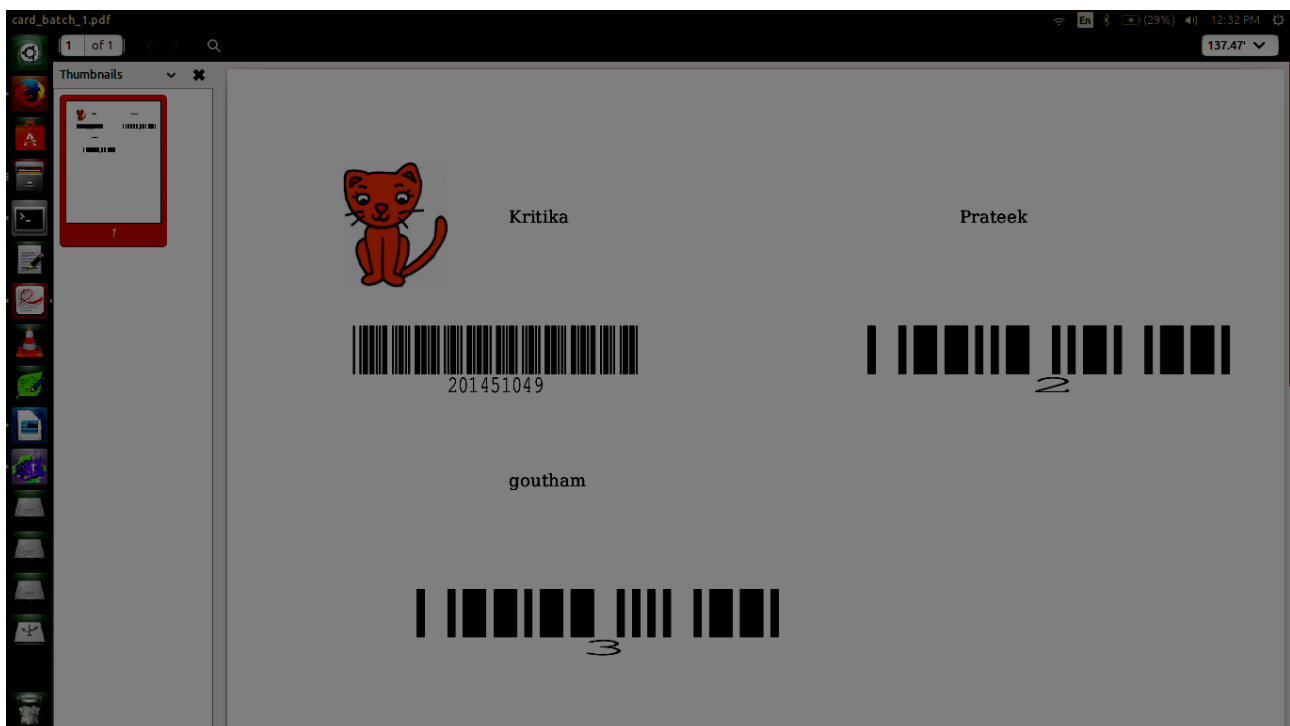 card_batch_1.pdf
En (29%) 12:32 PM
1 of 1
137.47'
Thumbnails
1
Kritika
Prateek
201451049
2
goutham
3